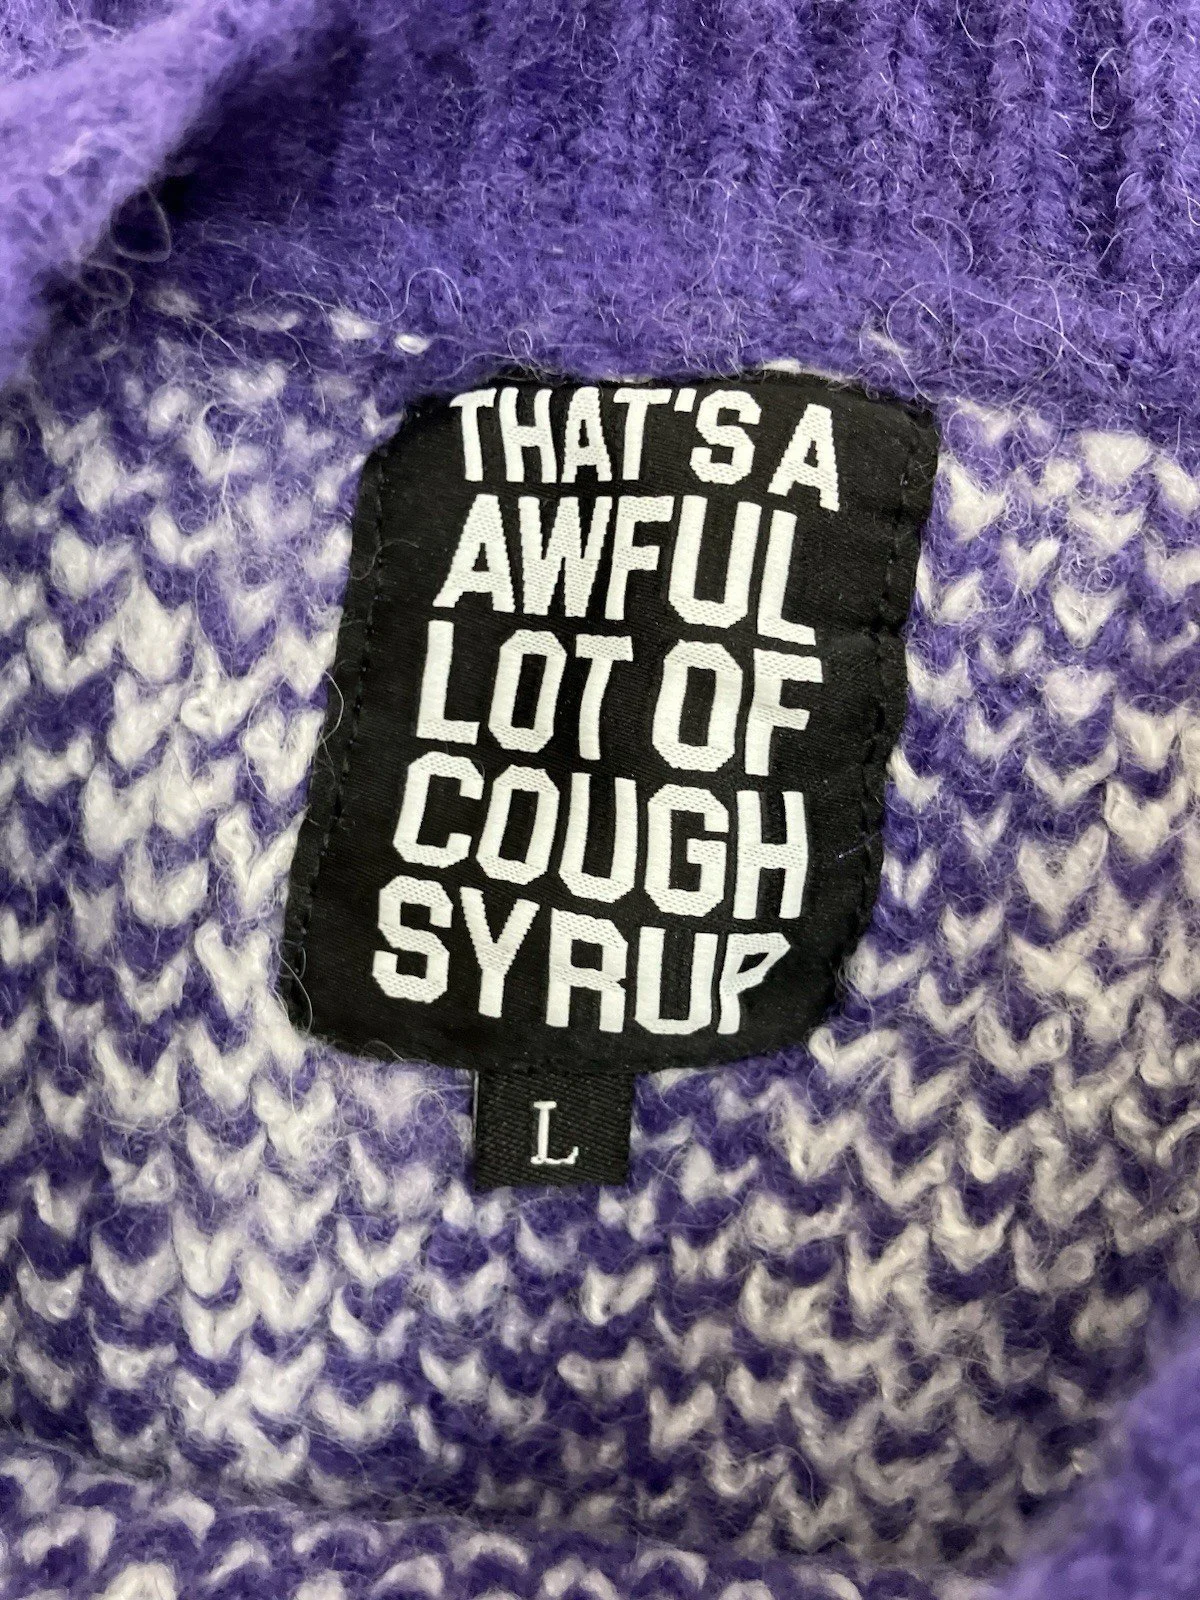 THAT'S A
AWFUL
LOT OF
COUGH
SYRUP
L